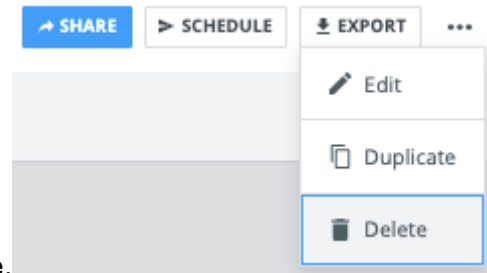 SHARE SCHEDULE EXPORT ...
Edit
Duplicate
Delete
e.